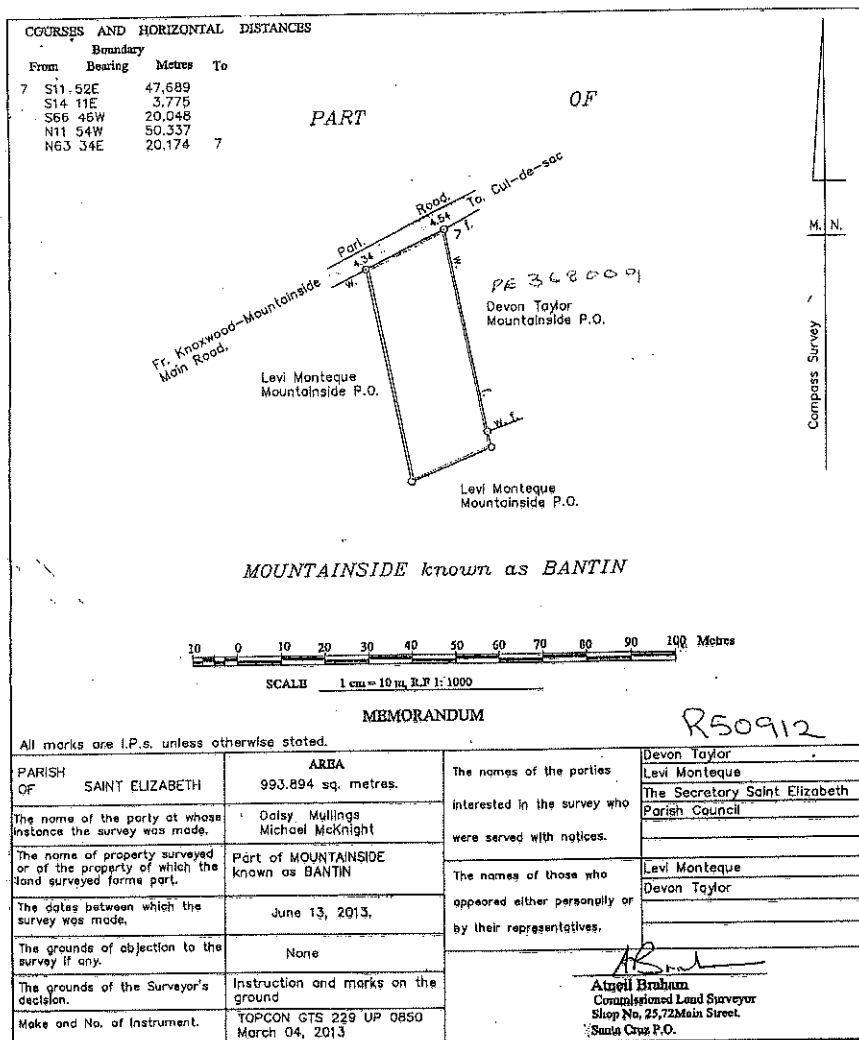 COURSES AND HORIZONTAL DISTANCES
Boundary
From Bearing Metres To
7 S11 52E 47,689
S14 11E 3.775
S66 46W 20,048
N11 54W 50.337
N63 34E 20,174 7
PART OF
Parl. Road. To. Cul-de-sac
4.34 4.54
w. 7 f.
w.
Fr. Knoxwood-Mountainside
Main Road.
PE 3680009
Devon Taylor
Mountainside P.O.
Levi Monteque
Mountainside P.O.
w. f.
Levi Monteque
Mountainside P.O.
M. N.
Compass Survey
MOUNTAINSIDE known as BANTIN
10 0 10 20 30 40 50 60 70 80 90 100 Metres
SCALE 1 cm = 10 m, R.F 1: 1000
MEMORANDUM
R50912
All marks are I.P.s. unless otherwise stated.
PARISH OF SAINT ELIZABETH
AREA
993.894 sq. metres.
The name of the party at whose
instance the survey was made.
Daisy Mullings
Michael McKnight
The name of property surveyed
or of the property of which the
land surveyed forms part.
Part of MOUNTAINSIDE
known as BANTIN
The dates between which the
survey was made.
June 13, 2013.
The grounds of objection to the
survey if any.
None
The grounds of the Surveyor's
decision.
Instruction and marks on the
ground
Make and No. of Instrument.
TOPCON GTS 229 UP 0850
March 04, 2013
The names of the parties
interested in the survey who
were served with notices.
Devon Taylor
Levi Monteque
The Secretary Saint Elizabeth
Parish Council
The names of those who
appeared either personally or
by their representatives.
Levi Monteque
Devon Taylor
Atneil Braham
Commissioned Land Surveyor
Shop No, 25,72Main Street.
Santa Cruz P.O.